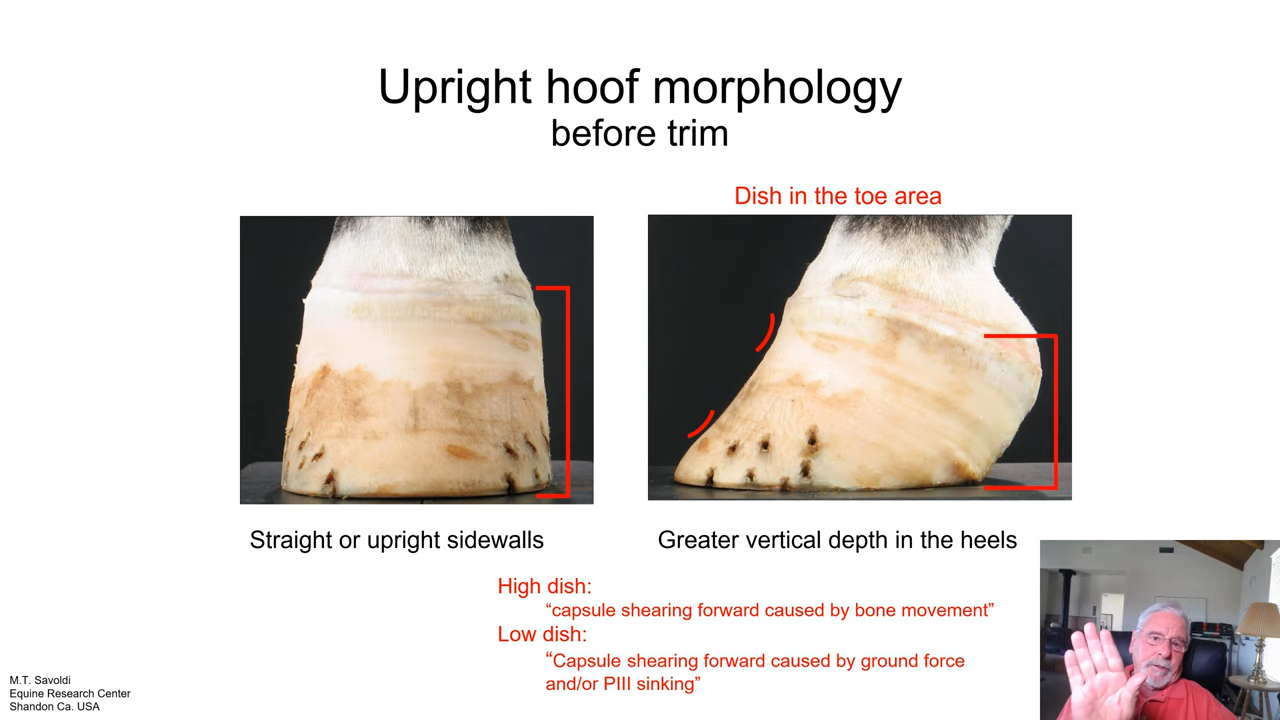 Upright hoof morphology
before trim
Dish in the toe area
Straight or upright sidewalls
Greater vertical depth in the heels
High dish:
“capsule shearing forward caused by bone movement”
Low dish:
“Capsule shearing forward caused by ground force
and/or PIII sinking”
M.T. Savoldi
Equine Research Center
Shandon Ca. USA